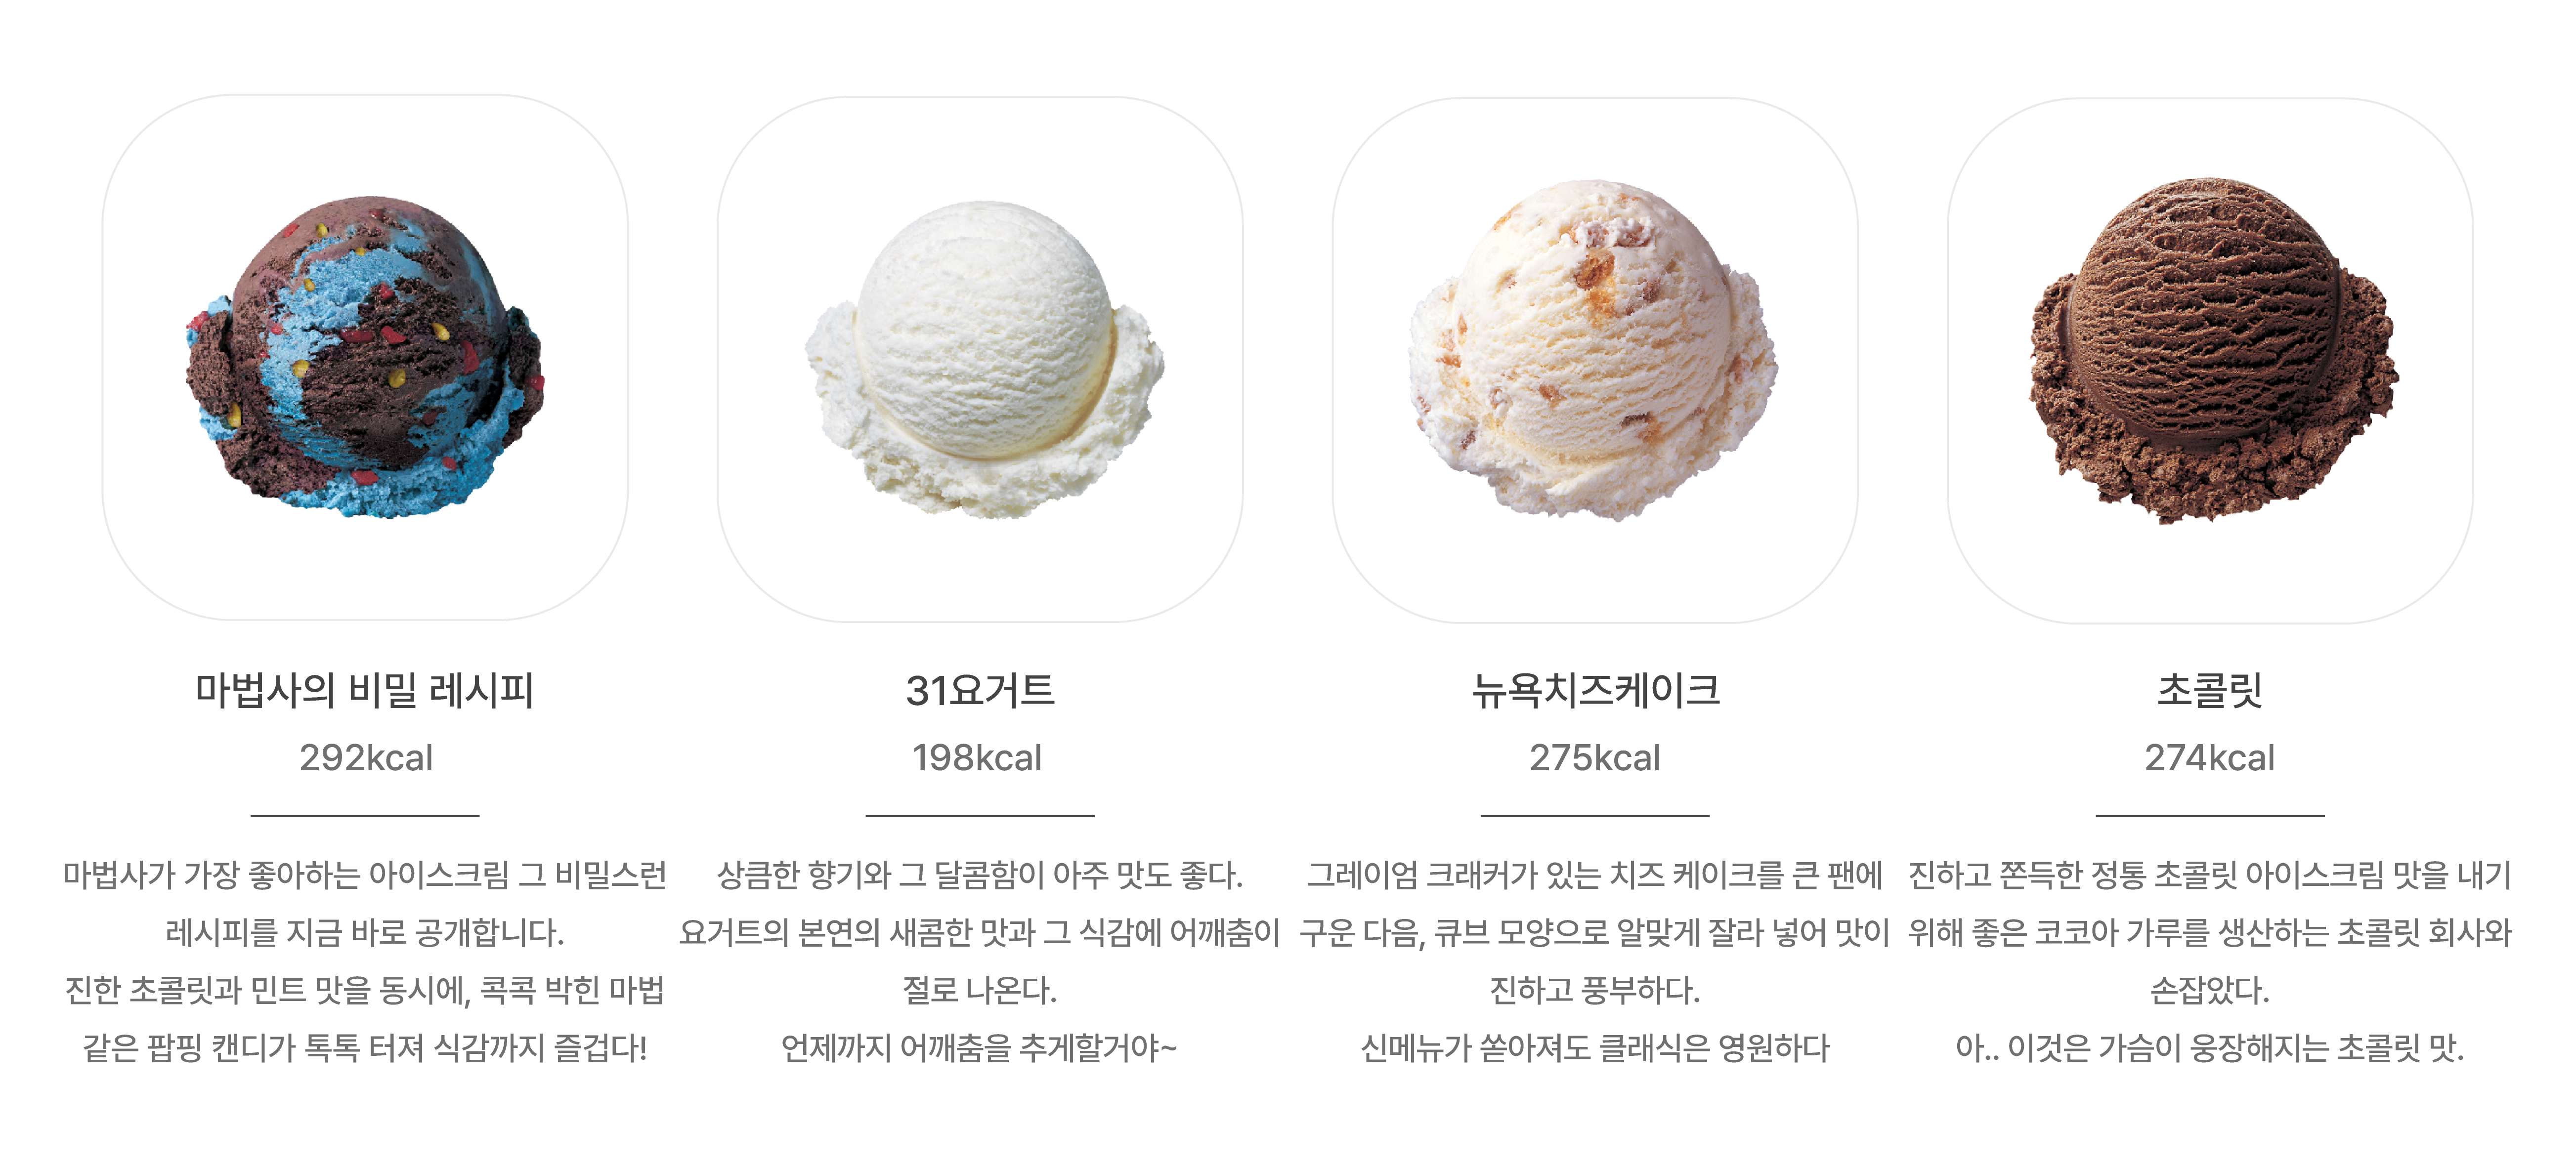 마법사의 비밀 레시피
292kcal
마법사가 가장 좋아하는 아이스크림 그 비밀스런
레시피를 지금 바로 공개합니다.
진한 초콜릿과 민트 맛을 동시에, 콕콕 박힌 마법
같은 팝핑 캔디가 톡톡 터져 식감까지 즐겁다!
31요거트
198kcal
상큼한 향기와 그 달콤함이 아주 맛도 좋다.
요거트의 본연의 새콤한 맛과 그 식감에 어깨춤이
절로 나온다.
언제까지 어깨춤을 추게할거야~
뉴욕치즈케이크
275kcal
그레이엄 크래커가 있는 치즈 케이크를 큰 팬에
구운 다음, 큐브 모양으로 알맞게 잘라 넣어 맛이
진하고 풍부하다.
신메뉴가 쏟아져도 클래식은 영원하다
초콜릿
274kcal
진하고 쫀득한 정통 초콜릿 아이스크림 맛을 내기
위해 좋은 코코아 가루를 생산하는 초콜릿 회사와
손잡았다.
아.. 이것은 가슴이 웅장해지는 초콜릿 맛.